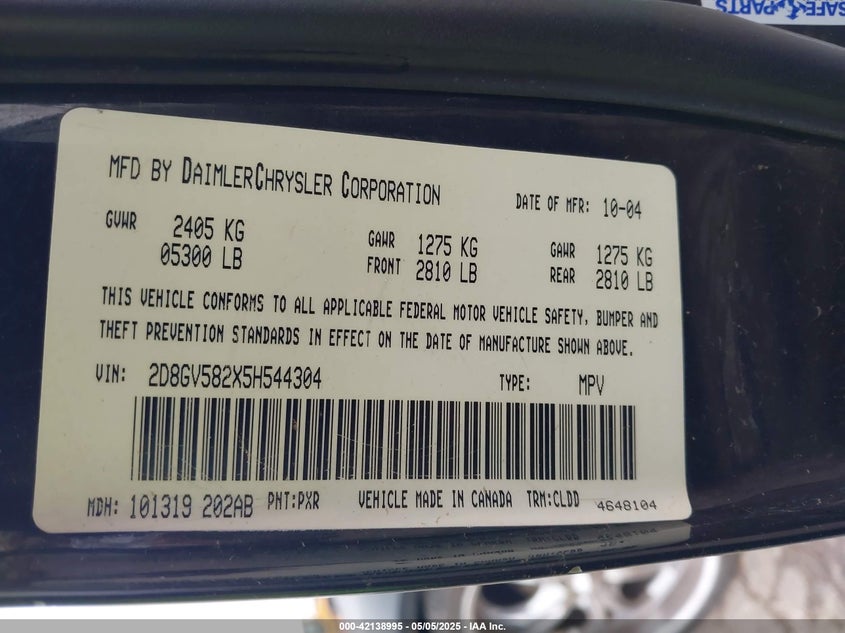 SAFE PARTS
MFD BY DAIMLERCHRYSLER CORPORATION
DATE OF MFR: 10-04
GVWR 2405 KG
05300 LB
GAWR 1275 KG
FRONT 2810 LB
GAWR 1275 KG
REAR 2810 LB
THIS VEHICLE CONFORMS TO ALL APPLICABLE FEDERAL MOTOR VEHICLE SAFETY, BUMPER AND
THEFT PREVENTION STANDARDS IN EFFECT ON THE DATE OF MANUFACTURE SHOWN ABOVE.
VIN: 2D8GV582X5H544304 TYPE: MPV
MDH: 101319 202AB PNT:PXR VEHICLE MADE IN CANADA TRM:CLDD 4648104
000-42138995 - 05/05/2025 - IAA Inc.